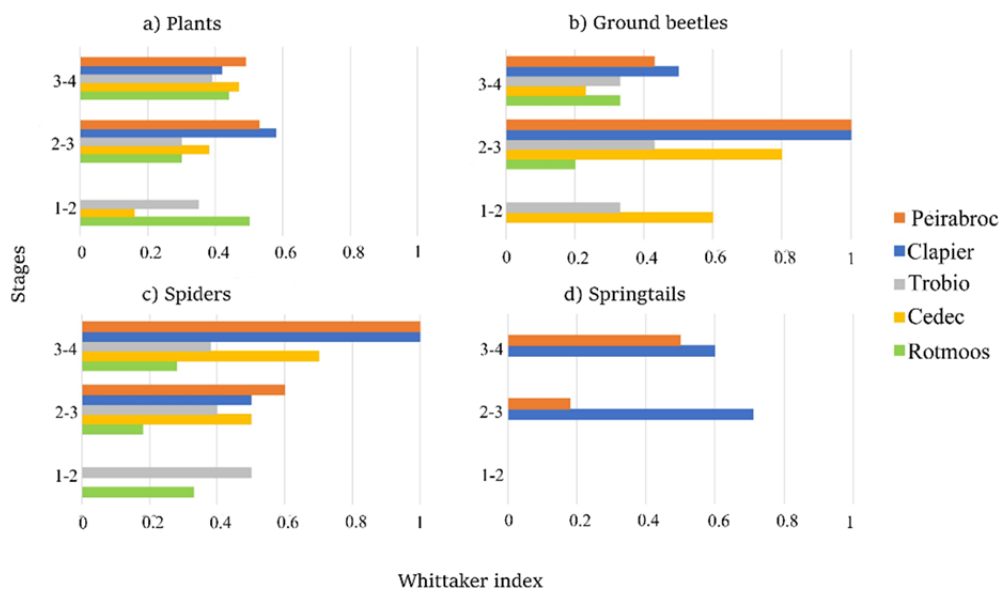 a) Plants
3-4
2-3
1-2
0 0.2 0.4 0.6 0.8 1
b) Ground beetles
3-4
2-3
1-2
0 0.2 0.4 0.6 0.8 1
c) Spiders
3-4
2-3
1-2
0 0.2 0.4 0.6 0.8 1
d) Springtails
3-4
2-3
1-2
0 0.2 0.4 0.6 0.8 1
Stages
Whittaker index
Peirabroc
Clapier
Trobio
Cedec
Rotmoos